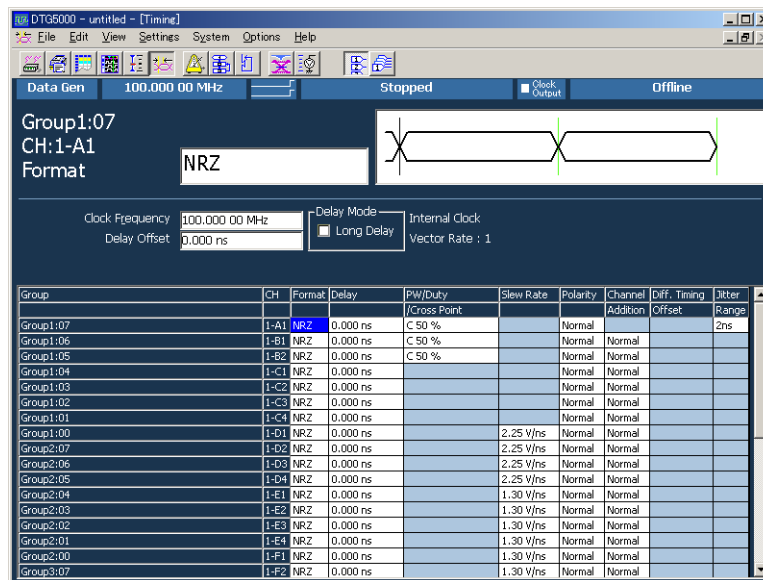 DTG5000 - untitled - [Timing]
File Edit View Settings System Options Help
Data Gen 100.000 00 MHz Stopped Clock Output Offline
Group1:07
CH:1-A1
Format NRZ
Clock Frequency 100.000 00 MHz Delay Mode Internal Clock
Delay Offset 0.000 ns Long Delay Vector Rate : 1
Group CH Format Delay PW/Duty Slew Rate Polarity Channel Diff. Timing Jitter
/Cross Point Addition Offset Range
Group1:07 1-A1 NRZ 0.000 ns C 50 % Normal 2ns
Group1:06 1-B1 NRZ 0.000 ns C 50 % Normal Normal
Group1:05 1-B2 NRZ 0.000 ns C 50 % Normal Normal
Group1:04 1-C1 NRZ 0.000 ns Normal Normal
Group1:03 1-C2 NRZ 0.000 ns Normal Normal
Group1:02 1-C3 NRZ 0.000 ns Normal Normal
Group1:01 1-C4 NRZ 0.000 ns Normal Normal
Group1:00 1-D1 NRZ 0.000 ns 2.25 V/ns Normal Normal
Group2:07 1-D2 NRZ 0.000 ns 2.25 V/ns Normal Normal
Group2:06 1-D3 NRZ 0.000 ns 2.25 V/ns Normal Normal
Group2:05 1-D4 NRZ 0.000 ns 2.25 V/ns Normal Normal
Group2:04 1-E1 NRZ 0.000 ns 1.30 V/ns Normal Normal
Group2:03 1-E2 NRZ 0.000 ns 1.30 V/ns Normal Normal
Group2:02 1-E3 NRZ 0.000 ns 1.30 V/ns Normal Normal
Group2:01 1-E4 NRZ 0.000 ns 1.30 V/ns Normal Normal
Group2:00 1-F1 NRZ 0.000 ns 1.30 V/ns Normal Normal
Group3:07 1-F2 NRZ 0.000 ns 1.30 V/ns Normal Normal